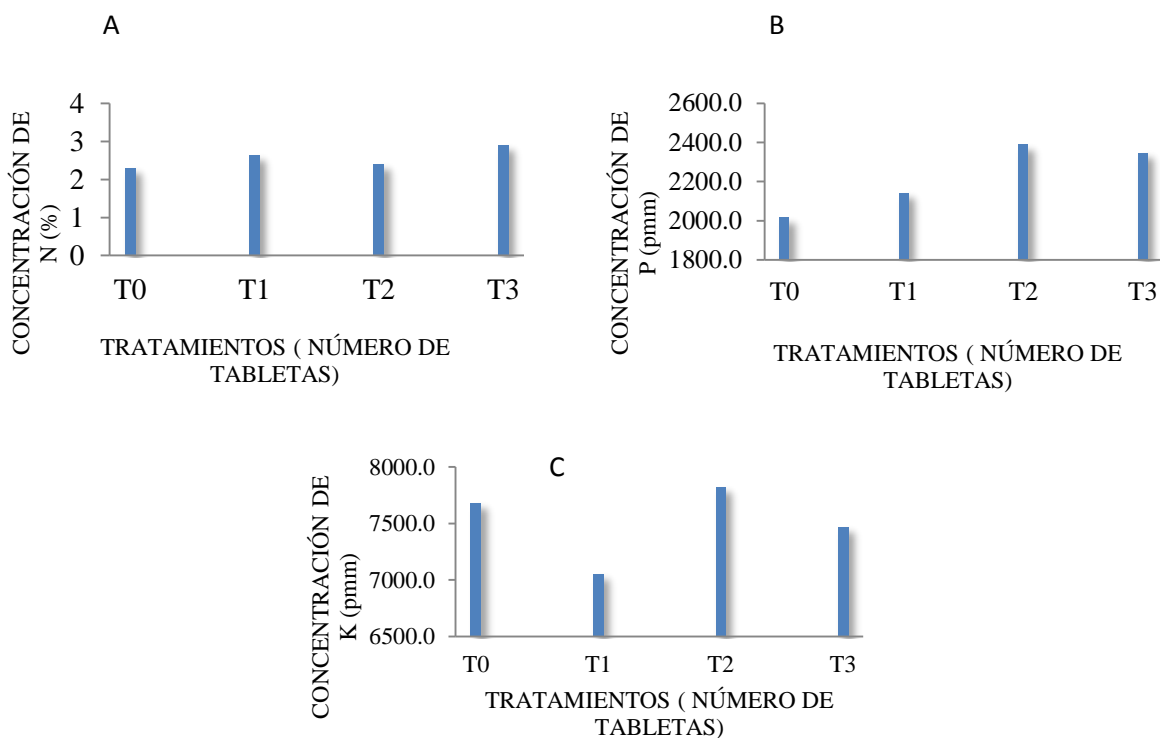 A
CONCENTRACIÓN DE
N (%)
4
3
2
1
0
T0 T1 T2 T3
TRATAMIENTOS ( NÚMERO DE
TABLETAS)
B
CONCENTRACIÓN DE
P (pmm)
2600.0
2400.0
2200.0
2000.0
1800.0
T0 T1 T2 T3
TRATAMIENTOS ( NÚMERO DE
TABLETAS)
C
CONCENTRACIÓN DE
K (pmm)
8000.0
7500.0
7000.0
6500.0
T0 T1 T2 T3
TRATAMIENTOS ( NÚMERO DE
TABLETAS)